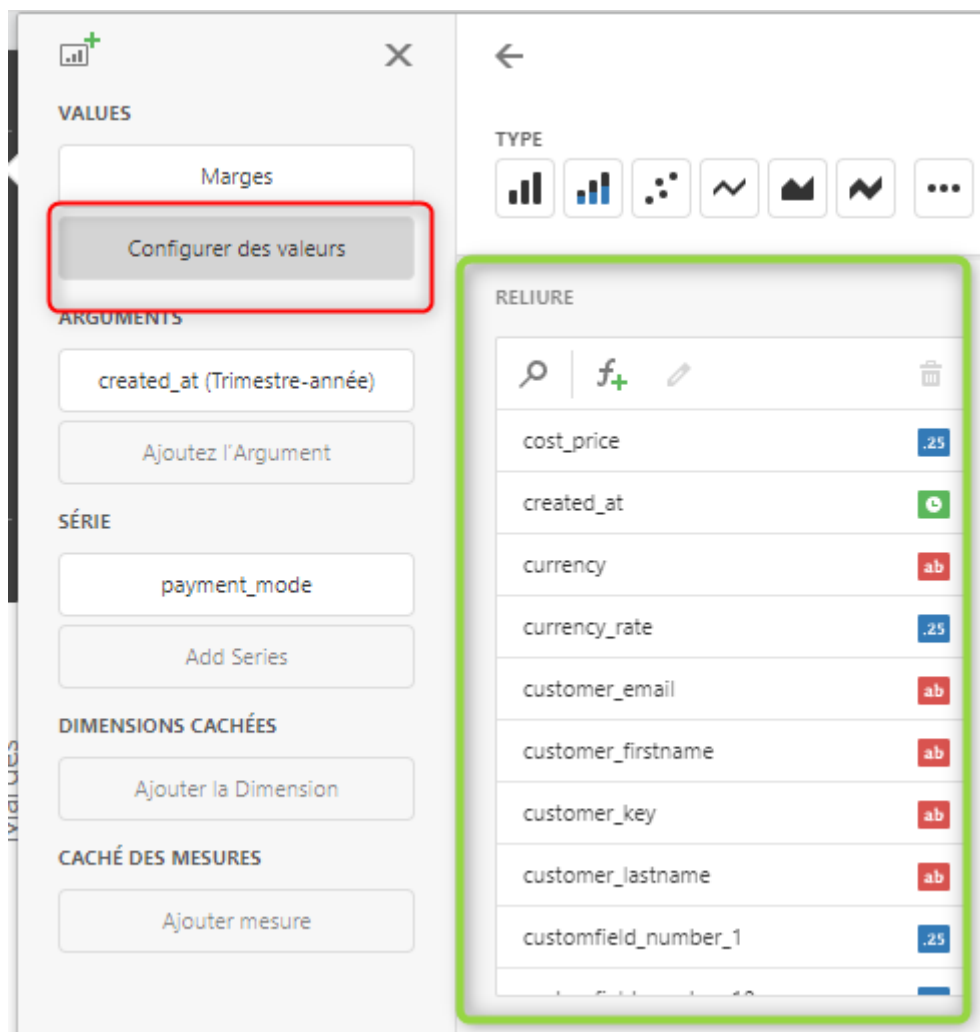 VALUES
Marges
Configurer des valeurs
ARGUMENTS
created_at (Trimestre-année)
Ajoutez l'Argument
SÉRIE
payment_mode
Add Series
DIMENSIONS CACHÉES
Ajouter la Dimension
CACHÉ DES MESURES
Ajouter mesure
TYPE
RELIURE
cost_price .25
created_at
currency ab
currency_rate .25
customer_email ab
customer_firstname ab
customer_key ab
customer_lastname ab
customfield_number_1 .25